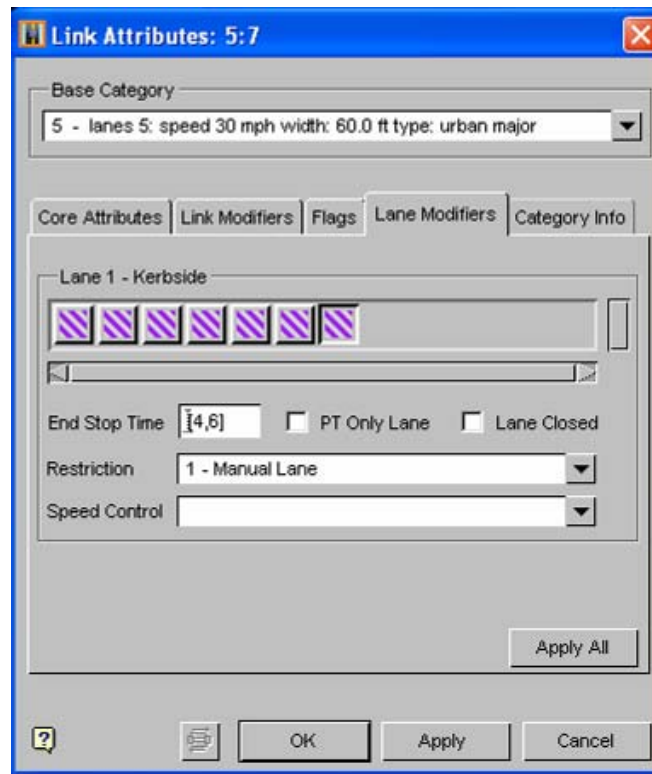 Link Attributes: 5:7
Base Category
5 - lanes 5: speed 30 mph width: 60.0 ft type: urban major
Core Attributes Link Modifiers Flags Lane Modifiers Category Info
Lane 1 - Kerbside
End Stop Time [4,6] PT Only Lane Lane Closed
Restriction 1 - Manual Lane
Speed Control
Apply All
? OK Apply Cancel